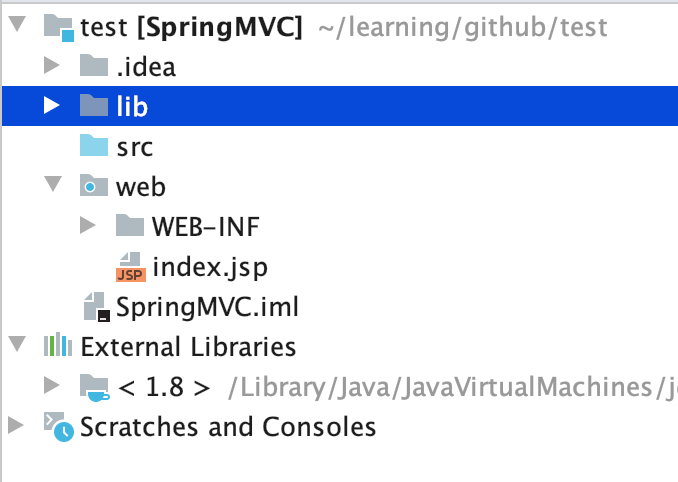 test [SpringMVC] ~/learning/github/test
.idea
lib
src
web
WEB-INF
JSP index.jsp
SpringMVC.iml
External Libraries
< 1.8 > /Library/Java/JavaVirtualMachines/j
Scratches and Consoles